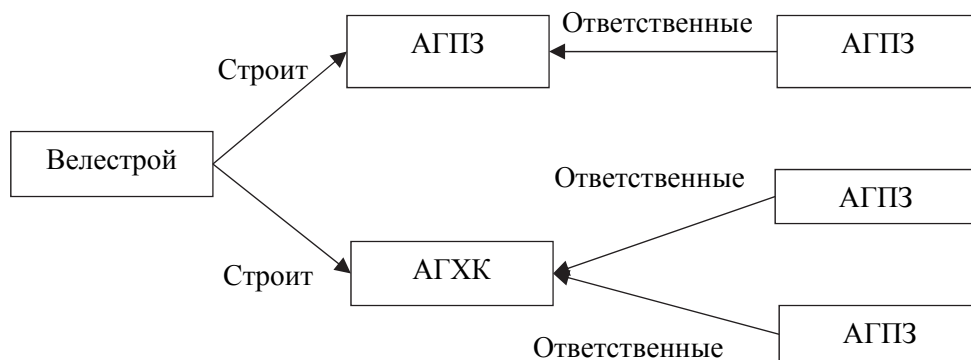 АГПЗ
Ответственные
АГПЗ
Строит
Велестрой
Ответственные
АГПЗ
Строит
АГХК
Ответственные
АГПЗ